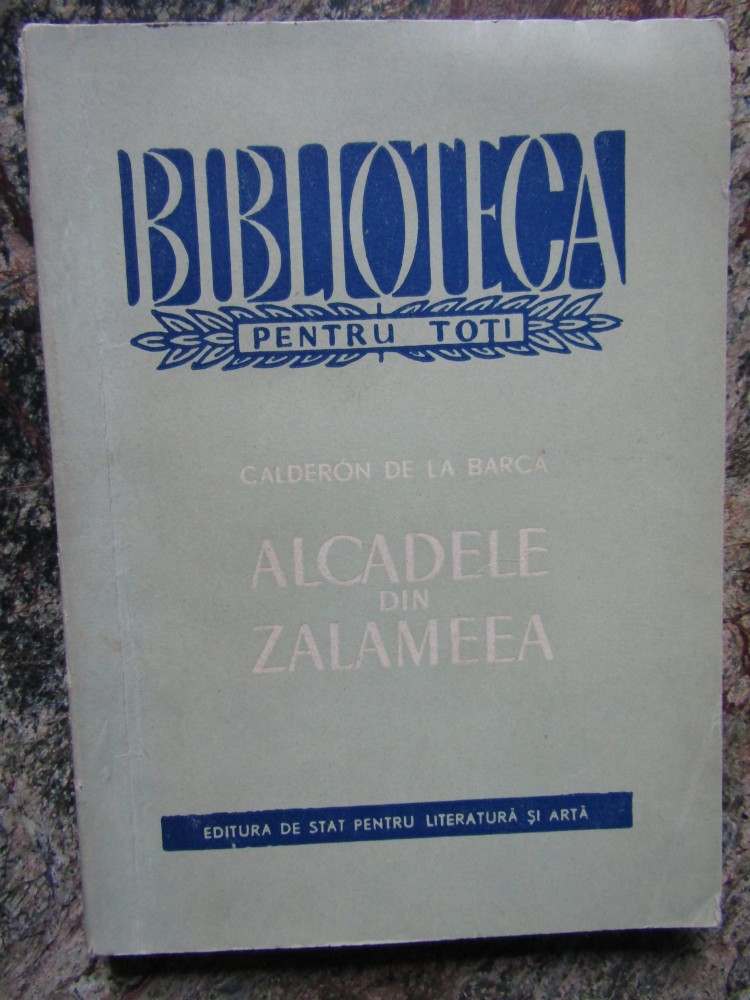 BIBLIOTECA
PENTRU TOȚI
CALDERÓN DE LA BARCA
ALCADELE
DIN
ZALAMEEA
EDITURA DE STAT PENTRU LITERATURĂ ȘI ARTĂ